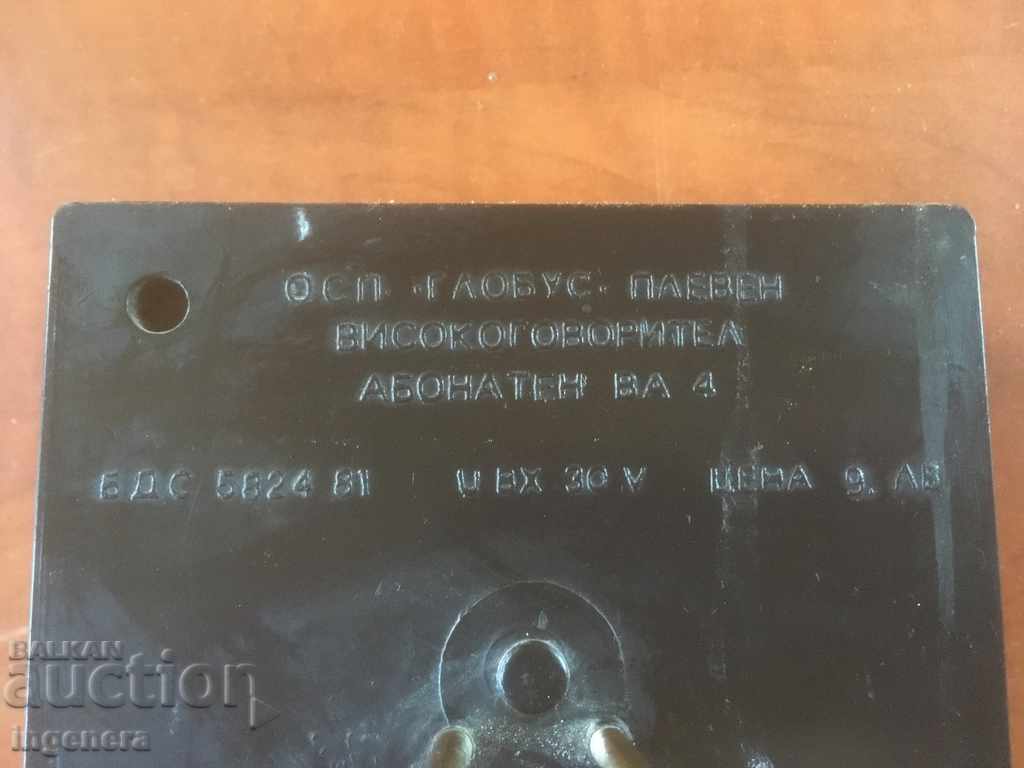 ОСП "ГЛОБУС" ПЛЕВЕН
ВИСОКОГОВОРИТЕЛ
АБОНАТЕН ВА 4
БДС 5824 81 U ВХ 30 V ЦЕНА 9. ЛВ
BALKAN
auction
ingenera